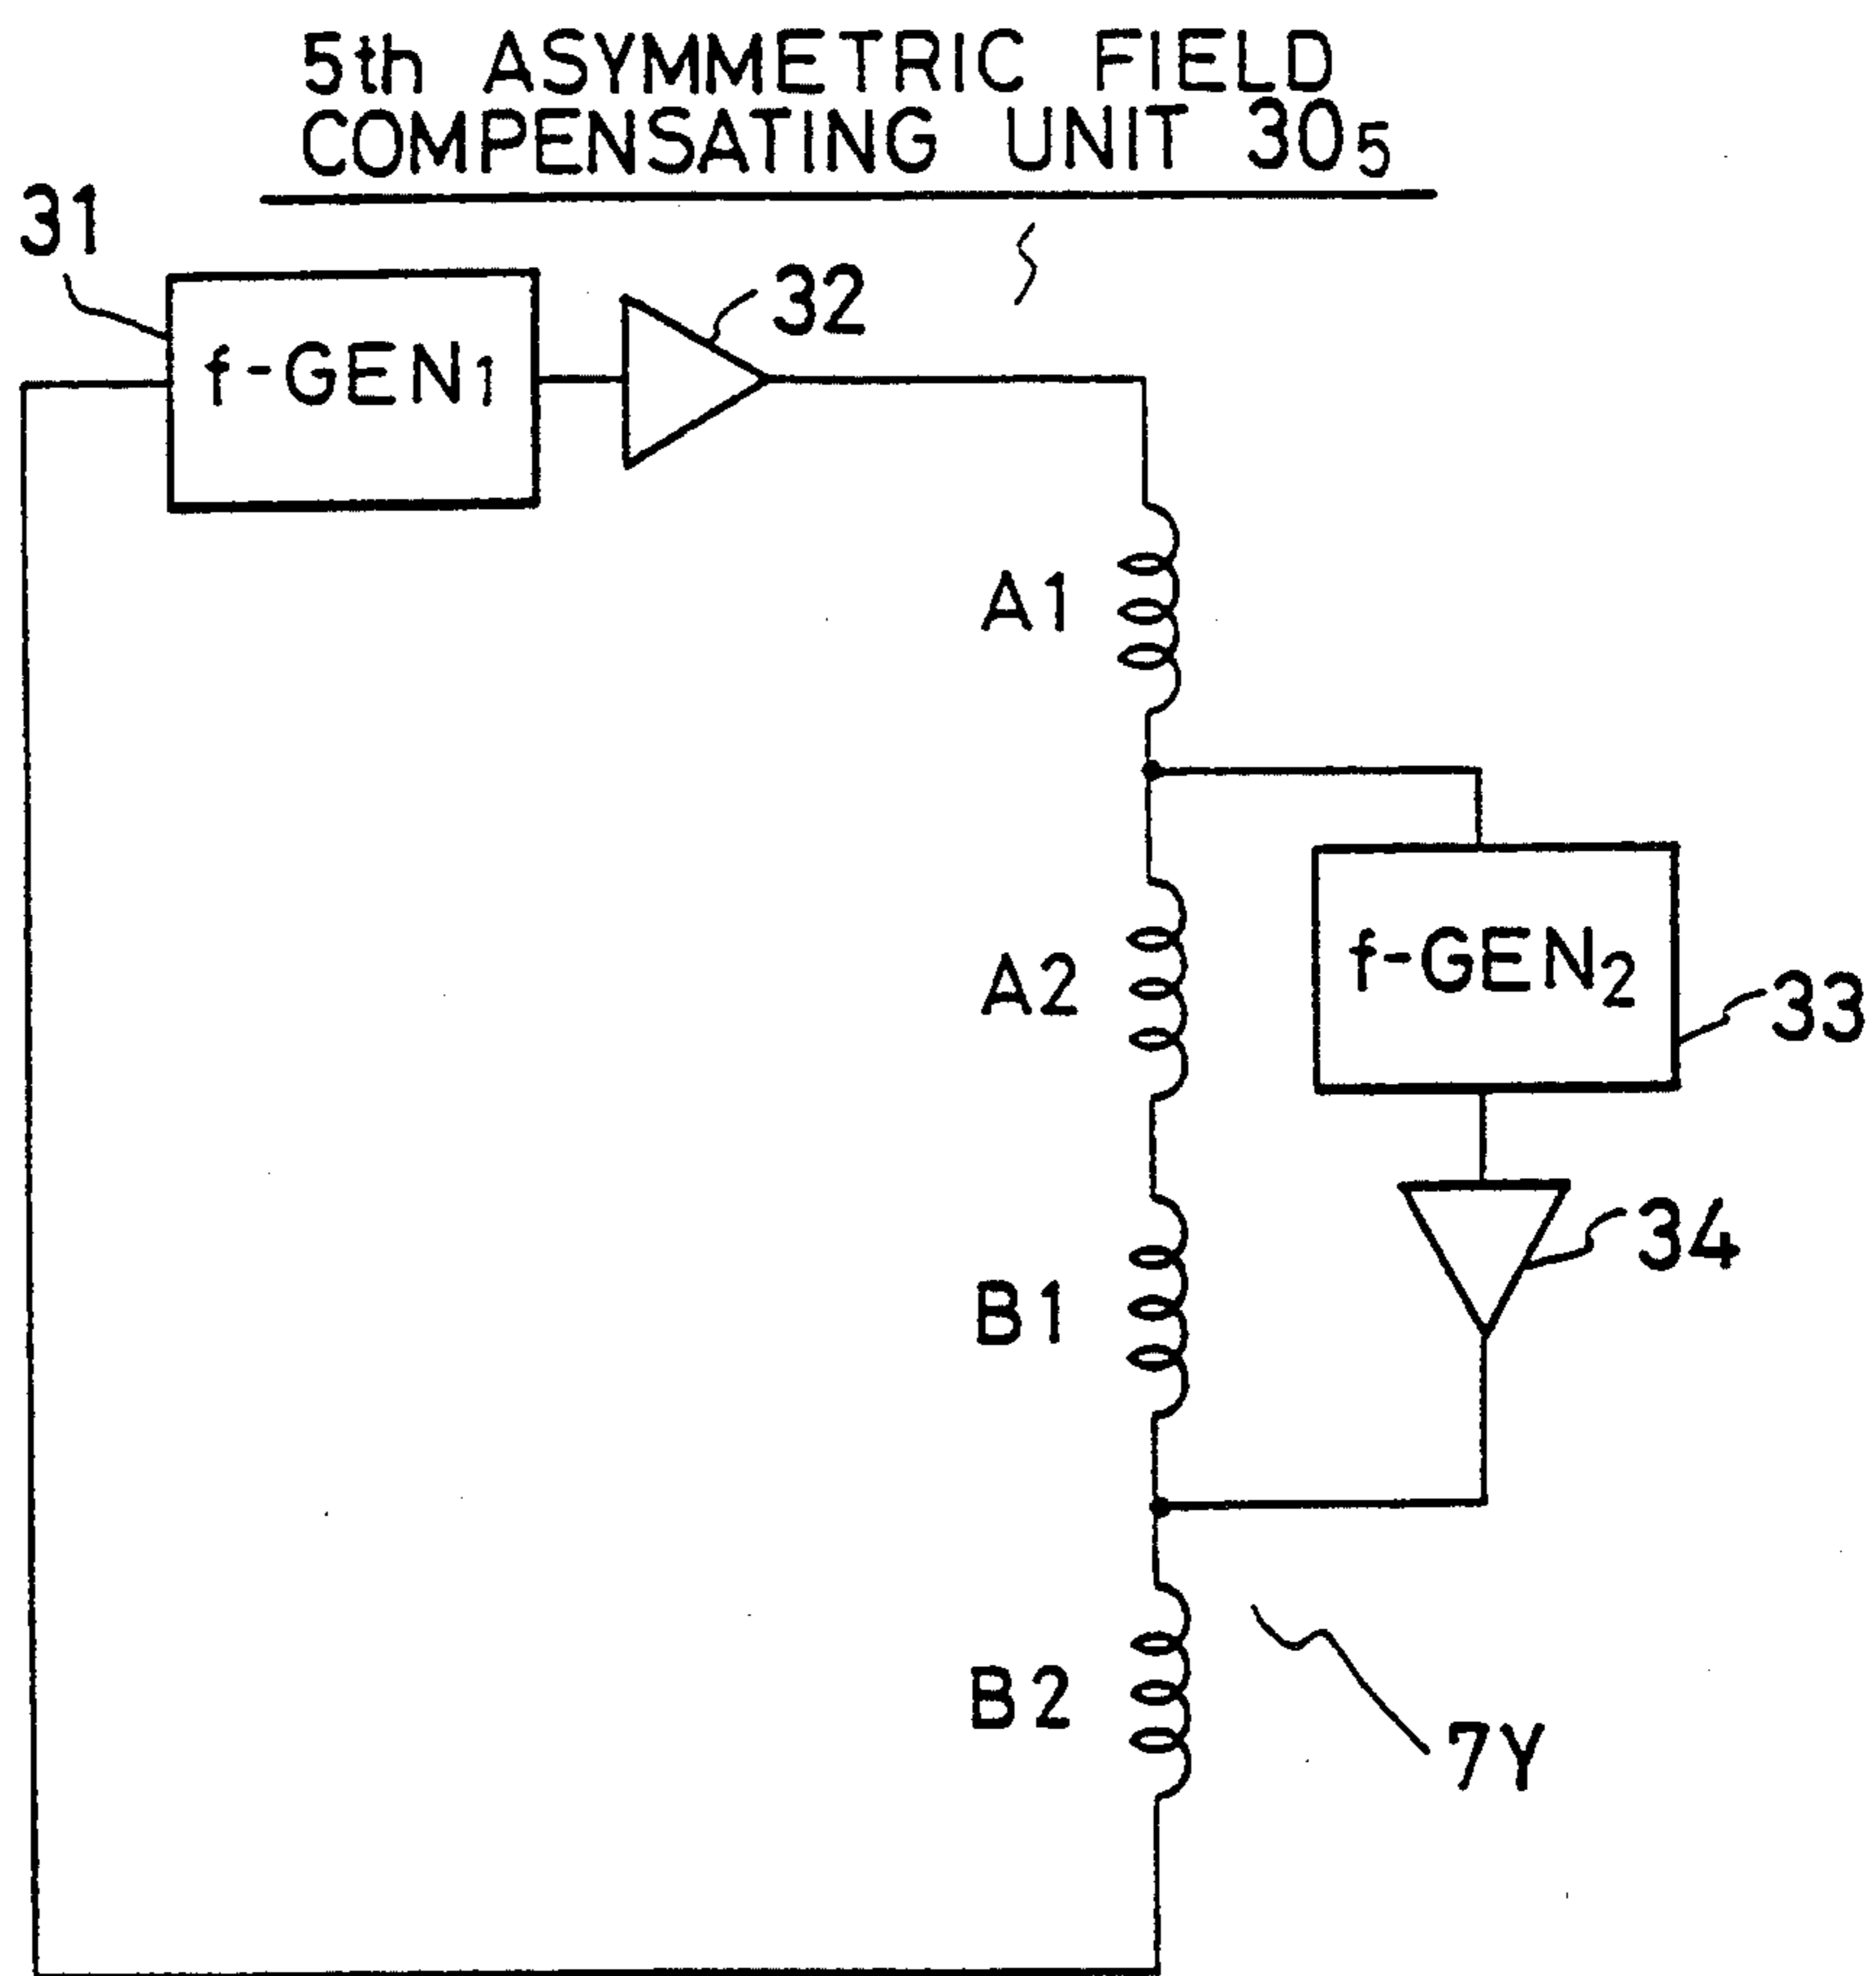 5th ASYMMETRIC FIELD
COMPENSATING UNIT 30₅
31
32
f-GEN₁
A1
A2
f-GEN₂
33
34
B1
B2
7Y